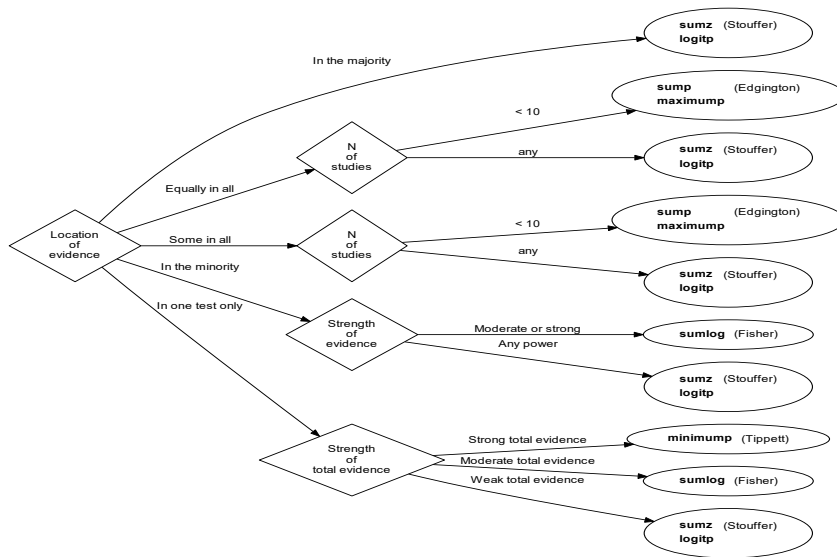 sumz (Stouffer)
logitp
In the majority
sump (Edgington)
maximump
< 10
N
of
studies
any
sumz (Stouffer)
logitp
Equally in all
sump (Edgington)
maximump
< 10
Location
of
evidence
Some in all
N
of
studies
any
In the minority
sumz (Stouffer)
logitp
In one test only
Strength
of
evidence
Moderate or strong
sumlog (Fisher)
Any power
sumz (Stouffer)
logitp
Strong total evidence
minimump (Tippett)
Strength
of
total evidence
Moderate total evidence
sumlog (Fisher)
Weak total evidence
sumz (Stouffer)
logitp